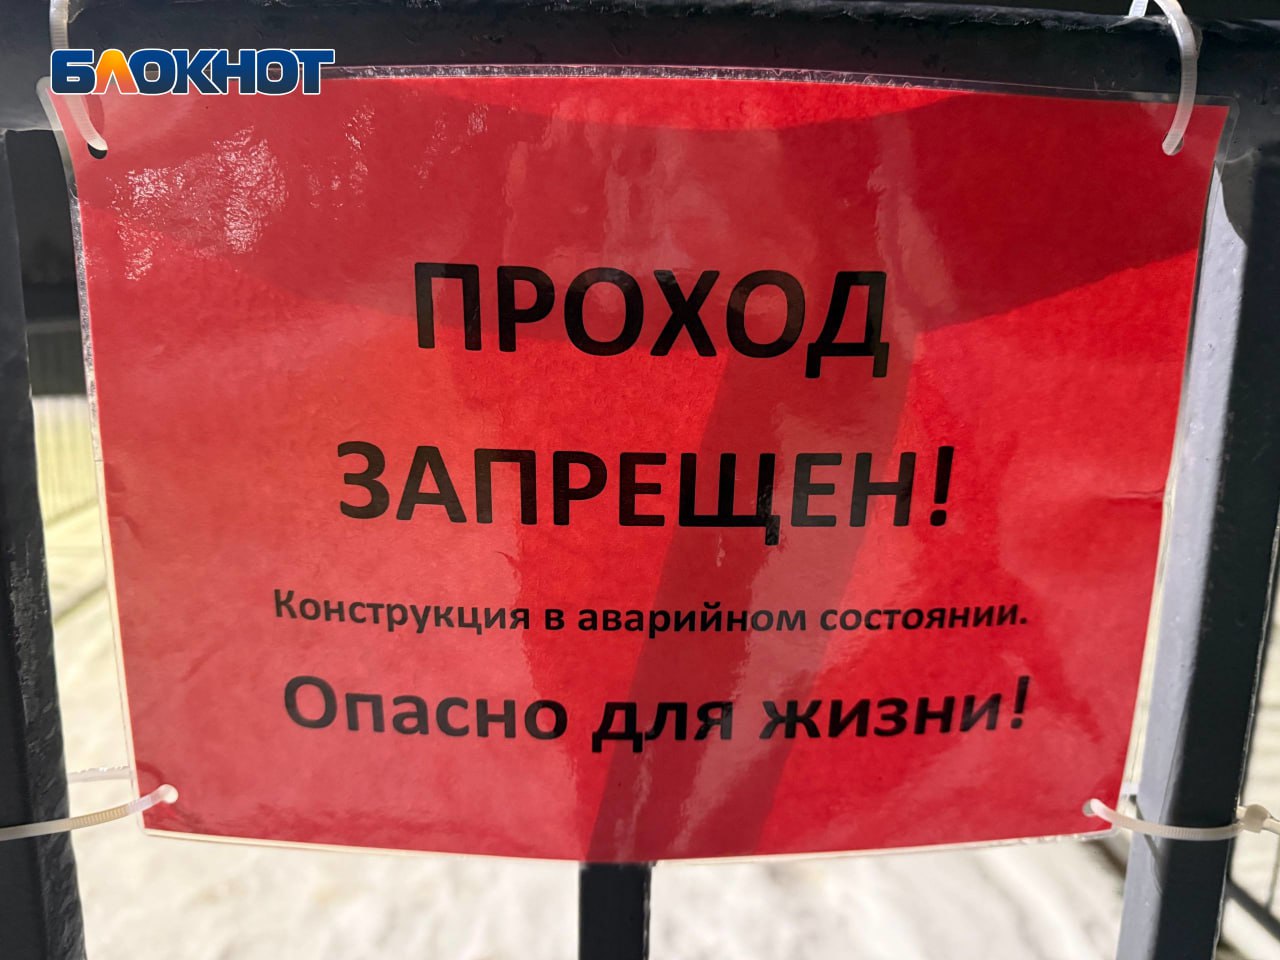 БЛОКНОТ
ПРОХОД
ЗАПРЕЩЕН!
Конструкция в аварийном состоянии.
Опасно для жизни!